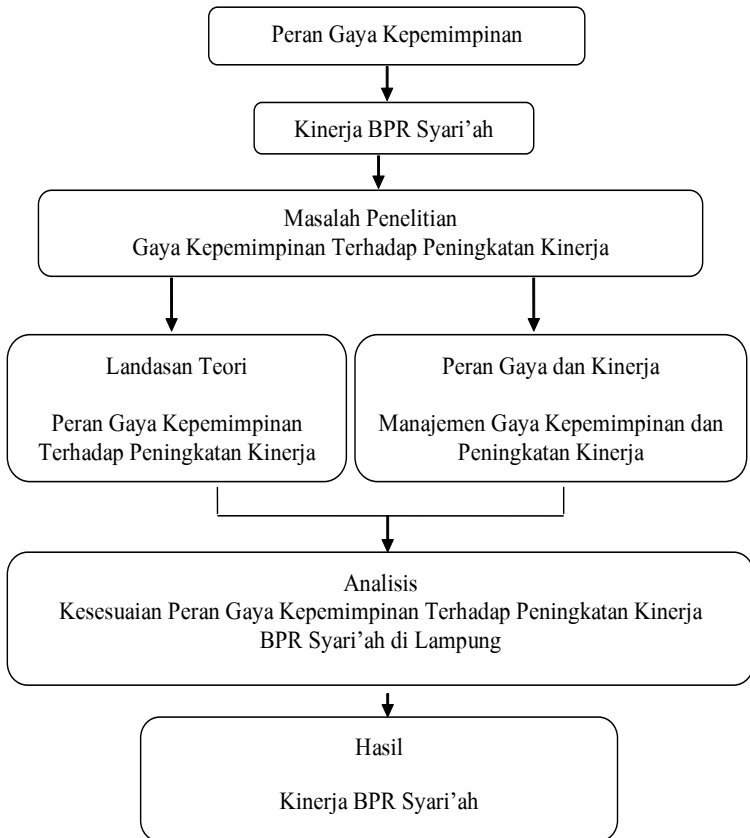 Peran Gaya Kepemimpinan
Kinerja BPR Syari’ah
Masalah Penelitian
Gaya Kepemimpinan Terhadap Peningkatan Kinerja
Landasan Teori
Peran Gaya Kepemimpinan
Terhadap Peningkatan Kinerja
Peran Gaya dan Kinerja
Manajemen Gaya Kepemimpinan dan
Peningkatan Kinerja
Analisis
Kesesuaian Peran Gaya Kepemimpinan Terhadap Peningkatan Kinerja
BPR Syari’ah di Lampung
Hasil
Kinerja BPR Syari’ah